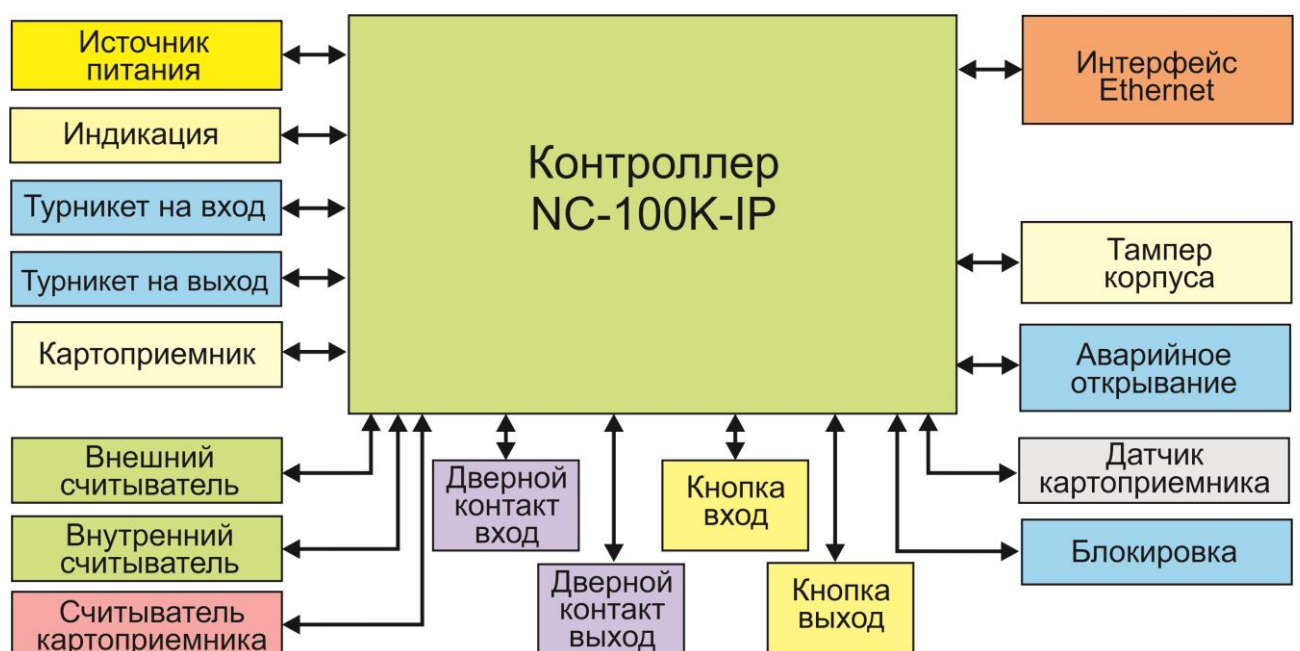 Источник
питания
Индикация
Турникет на вход
Турникет на выход
Картоприемник
Внешний
считыватель
Внутренний
считыватель
Считыватель
картоприемника
Контроллер
NC-100K-IP
Дверной
контакт
вход
Дверной
контакт
выход
Кнопка
вход
Кнопка
выход
Интерфейс
Ethernet
Тампер
корпуса
Аварийное
открывание
Датчик
картоприемника
Блокировка